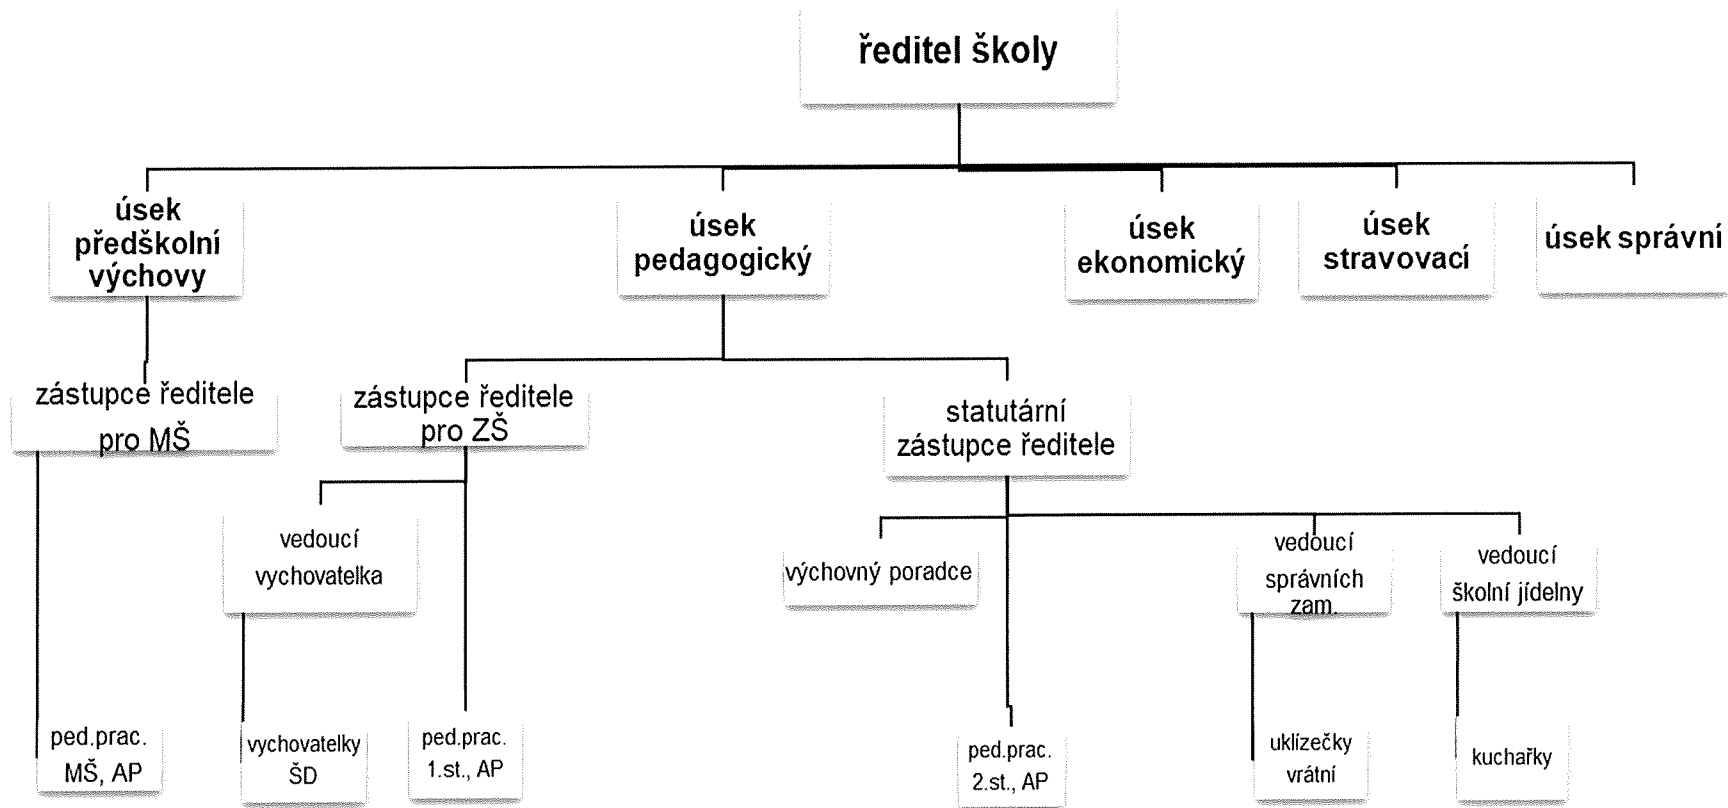 ředitel školy
úsek
předškolní
výchovy
úsek
pedagogický
úsek
ekonomický
úsek
stravovací
úsek správní
zástupce ředitele
pro MŠ
zástupce ředitele
pro ZŠ
statutární
zástupce ředitele
vedoucí
vychovatelka
výchovný poradce
vedoucí
správních
zam.
vedoucí
školní jídelny
ped.prac.
MŠ, AP
vychovatelky
ŠD
ped.prac.
1.st., AP
ped.prac.
2.st., AP
uklízečky
vrátní
kuchařky